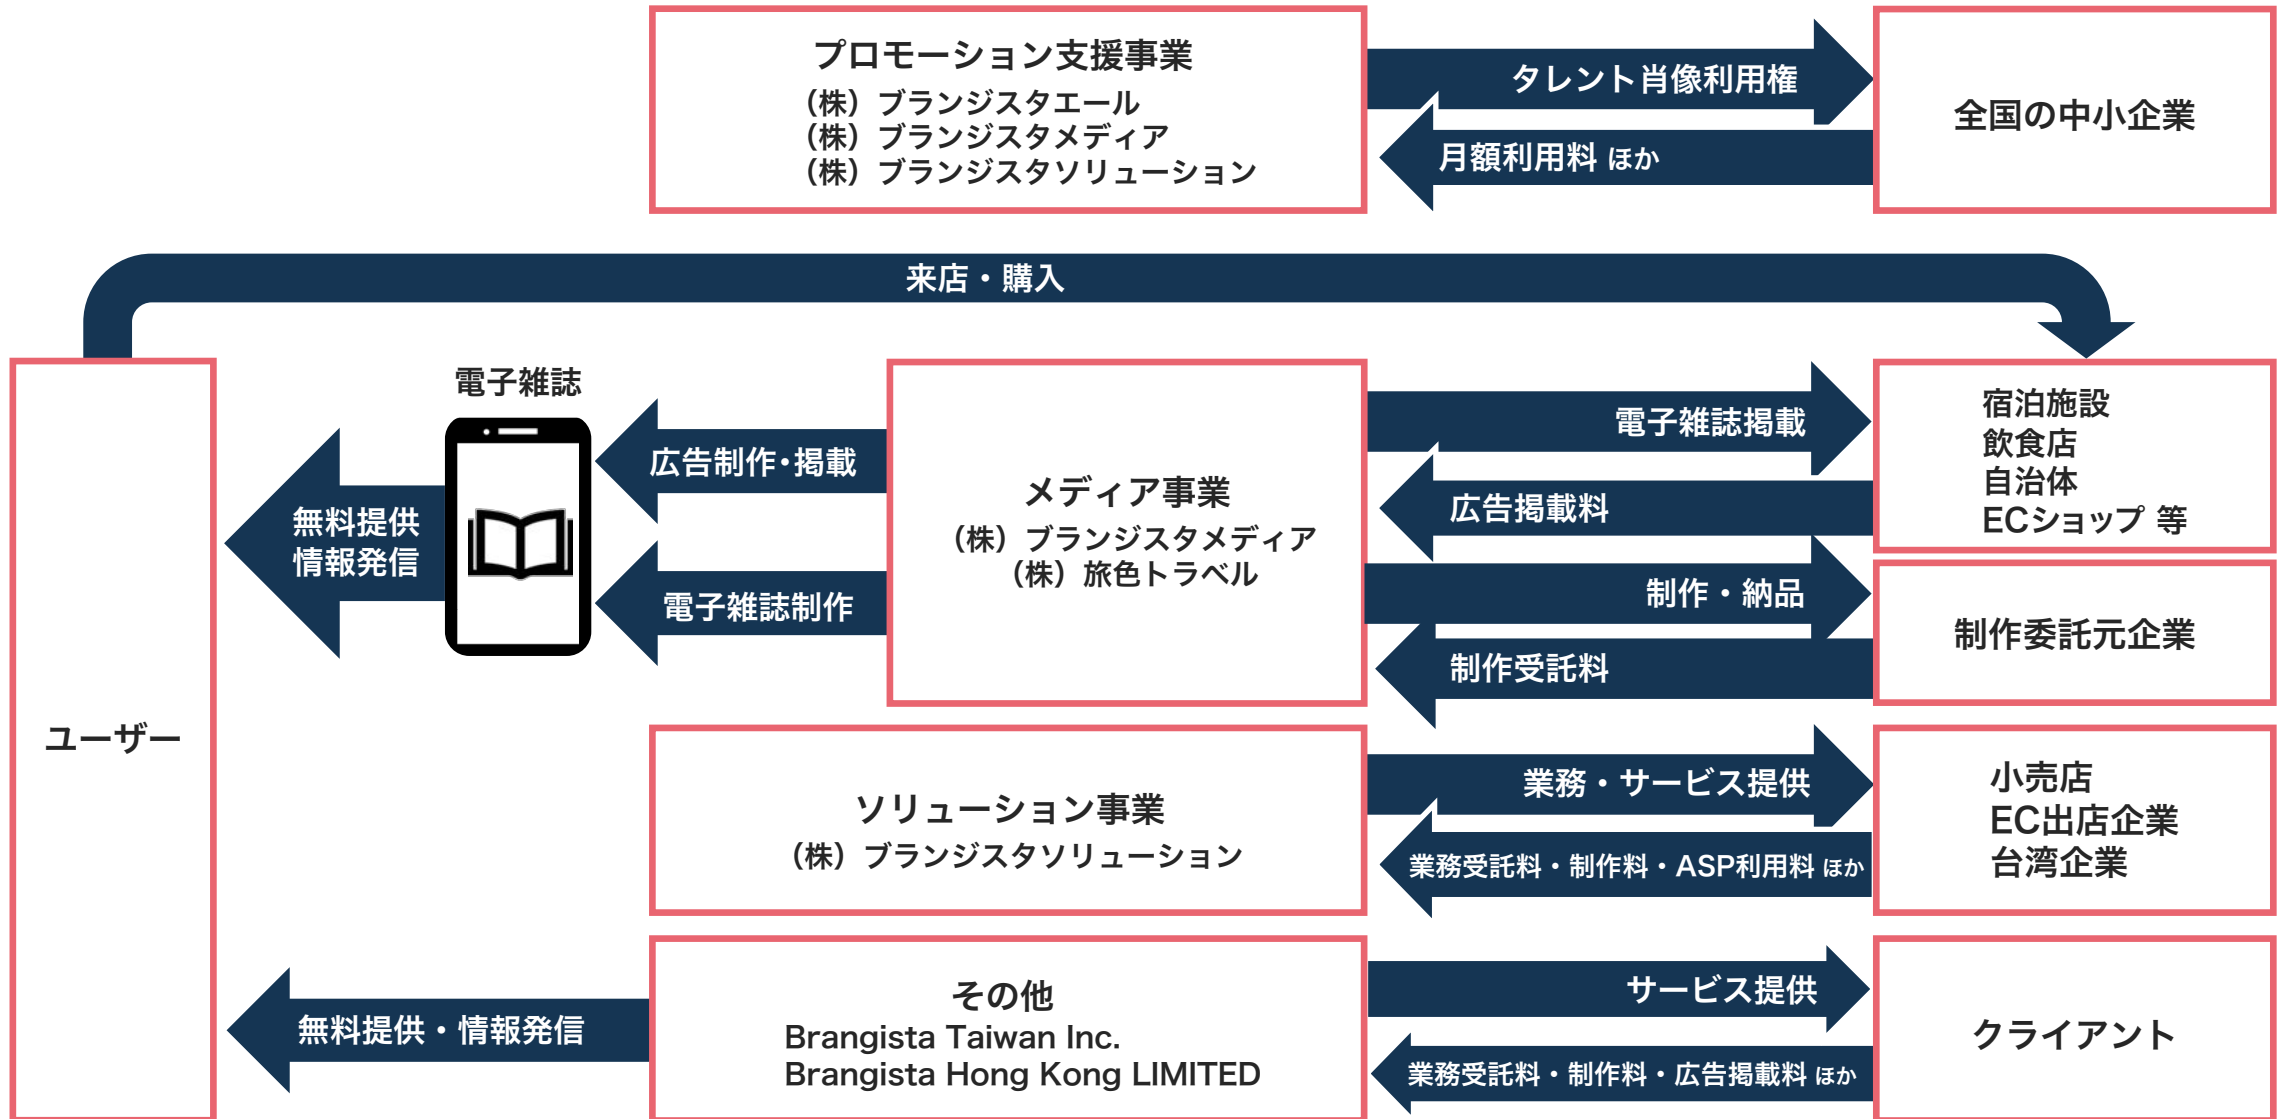 プロモーション支援事業
（株）ブランジスタエール
（株）ブランジスタメディア
（株）ブランジスタソリューション
タレント肖像利用権
月額利用料 ほか
全国の中小企業
来店・購入
ユーザー
電子雑誌
無料提供
情報発信
広告制作・掲載
電子雑誌制作
メディア事業
（株）ブランジスタメディア
（株）旅色トラベル
電子雑誌掲載
広告掲載料
宿泊施設
飲食店
自治体
ECショップ 等
制作・納品
制作受託料
制作委託元企業
ソリューション事業
（株）ブランジスタソリューション
業務・サービス提供
業務受託料・制作料・ASP利用料 ほか
小売店
EC出店企業
台湾企業
無料提供・情報発信
その他
Brangista Taiwan Inc.
Brangista Hong Kong LIMITED
サービス提供
業務受託料・制作料・広告掲載料 ほか
クライアント